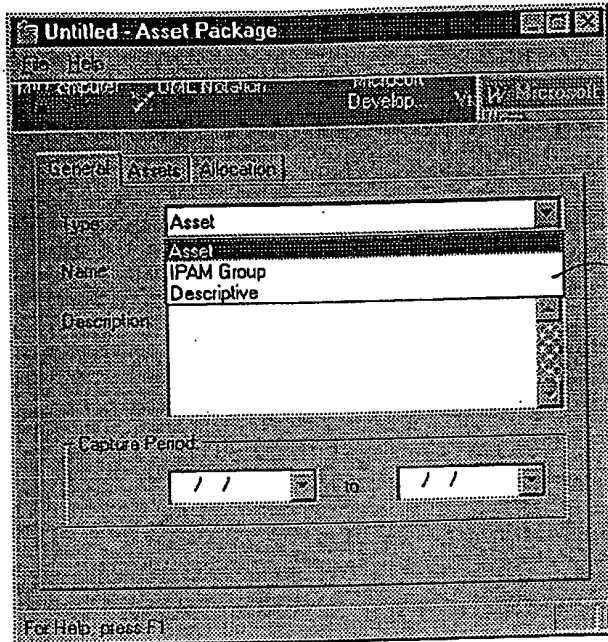 Untitled - Asset Package
File Help
UML Notation Microsoft
Develop... Microsoft
General Assets Allocation
Type: Asset
Asset
Name: IPAM Group
Descriptive
Description:
Capture Period:
/ / to / /
For Help, press F1